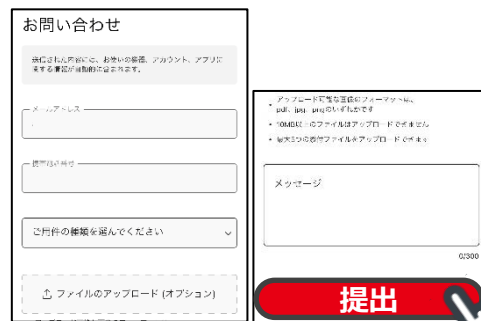 お問い合わせ
送信された内容には、お使いの機器、アカウント、アプリに
関する情報が自動的に含まれます。
メールアドレス
携帯電話番号
ご用件の種類を選んでください
ファイルのアップロード (オプション)
アップロード可能な画像のフォーマットは、
pdf、jpg、pngのいずれかです
10MB以上のファイルはアップロードできません
最大5つの添付ファイルをアップロードできます
メッセージ
0/300
提出